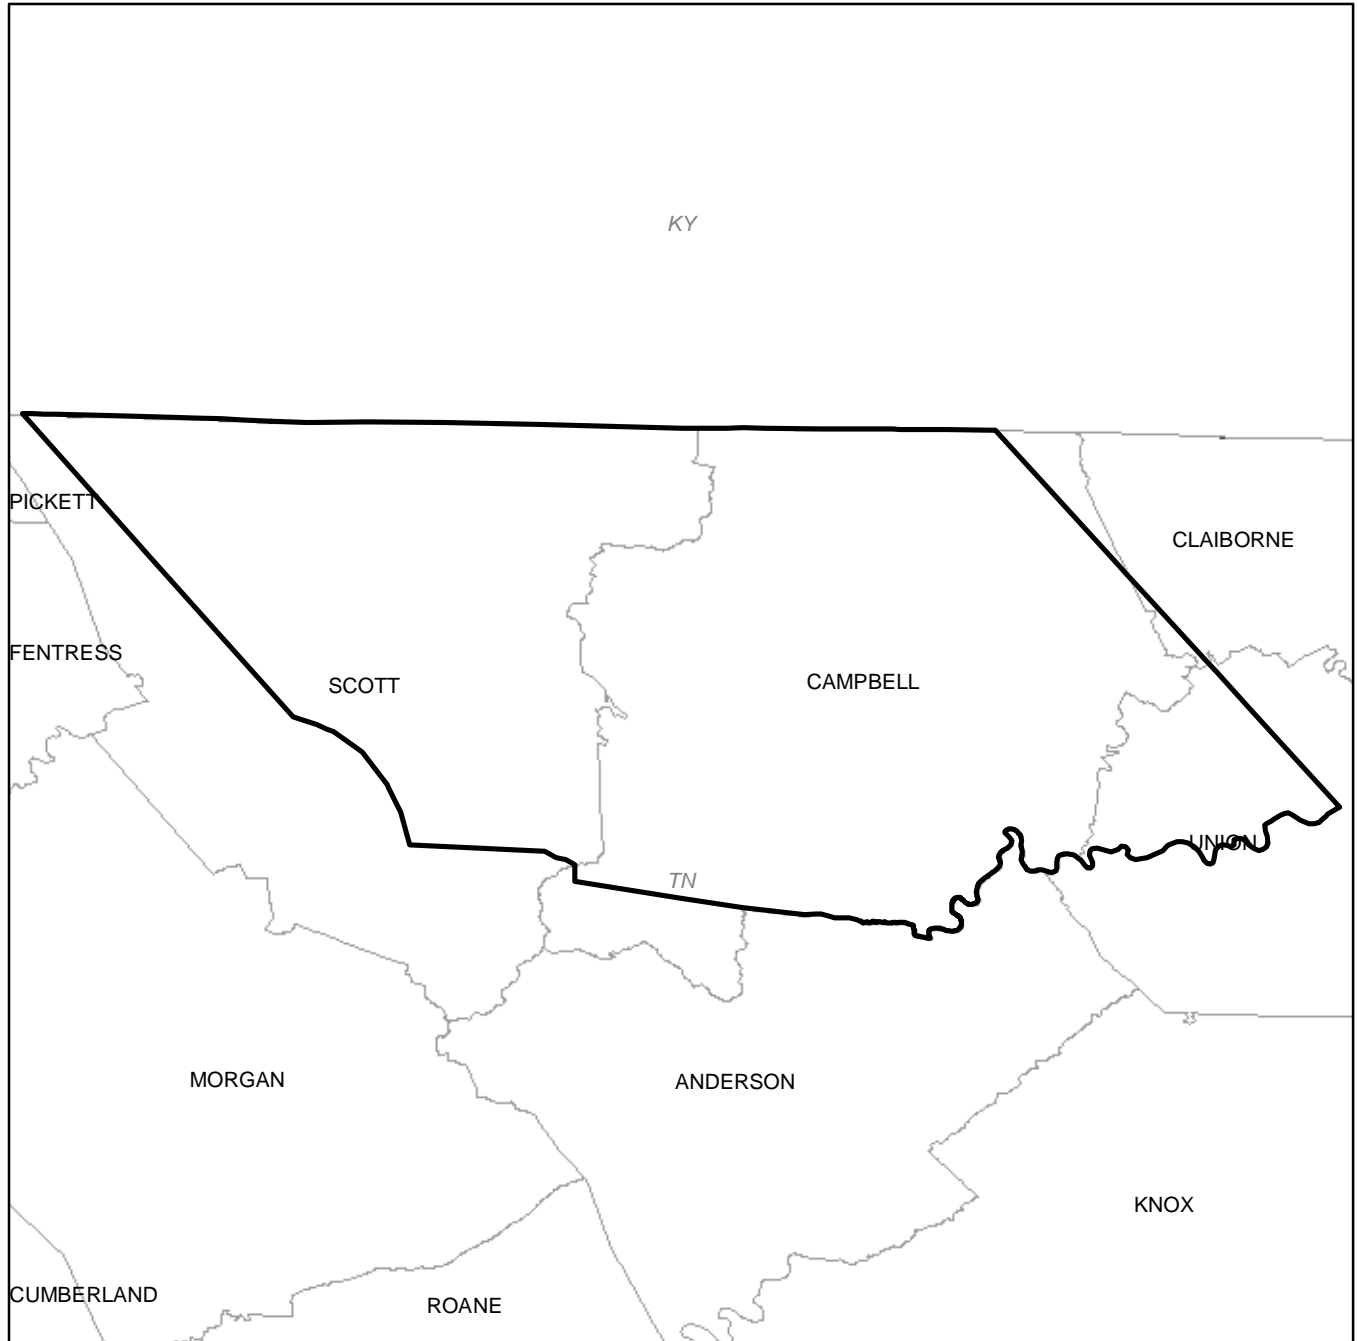 KY
PICKETT
CLAIBORNE
FENTRESS
SCOTT
CAMPBELL
UNION
TN
MORGAN
ANDERSON
KNOX
CUMBERLAND
ROANE